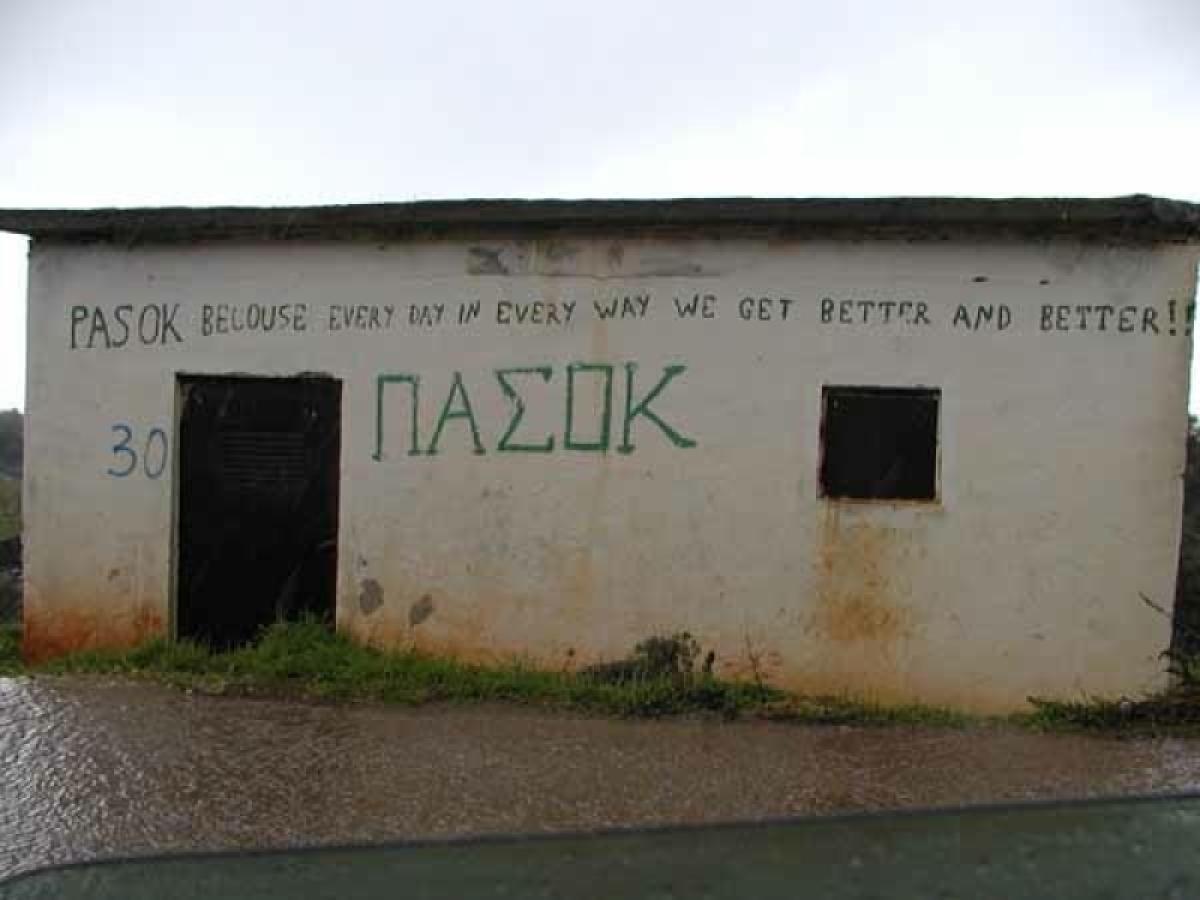 PASOK BECOUSE EVERY DAY IN EVERY WAY WE GET BETTER AND BETTER!!
ΠΑΣΟΚ
30